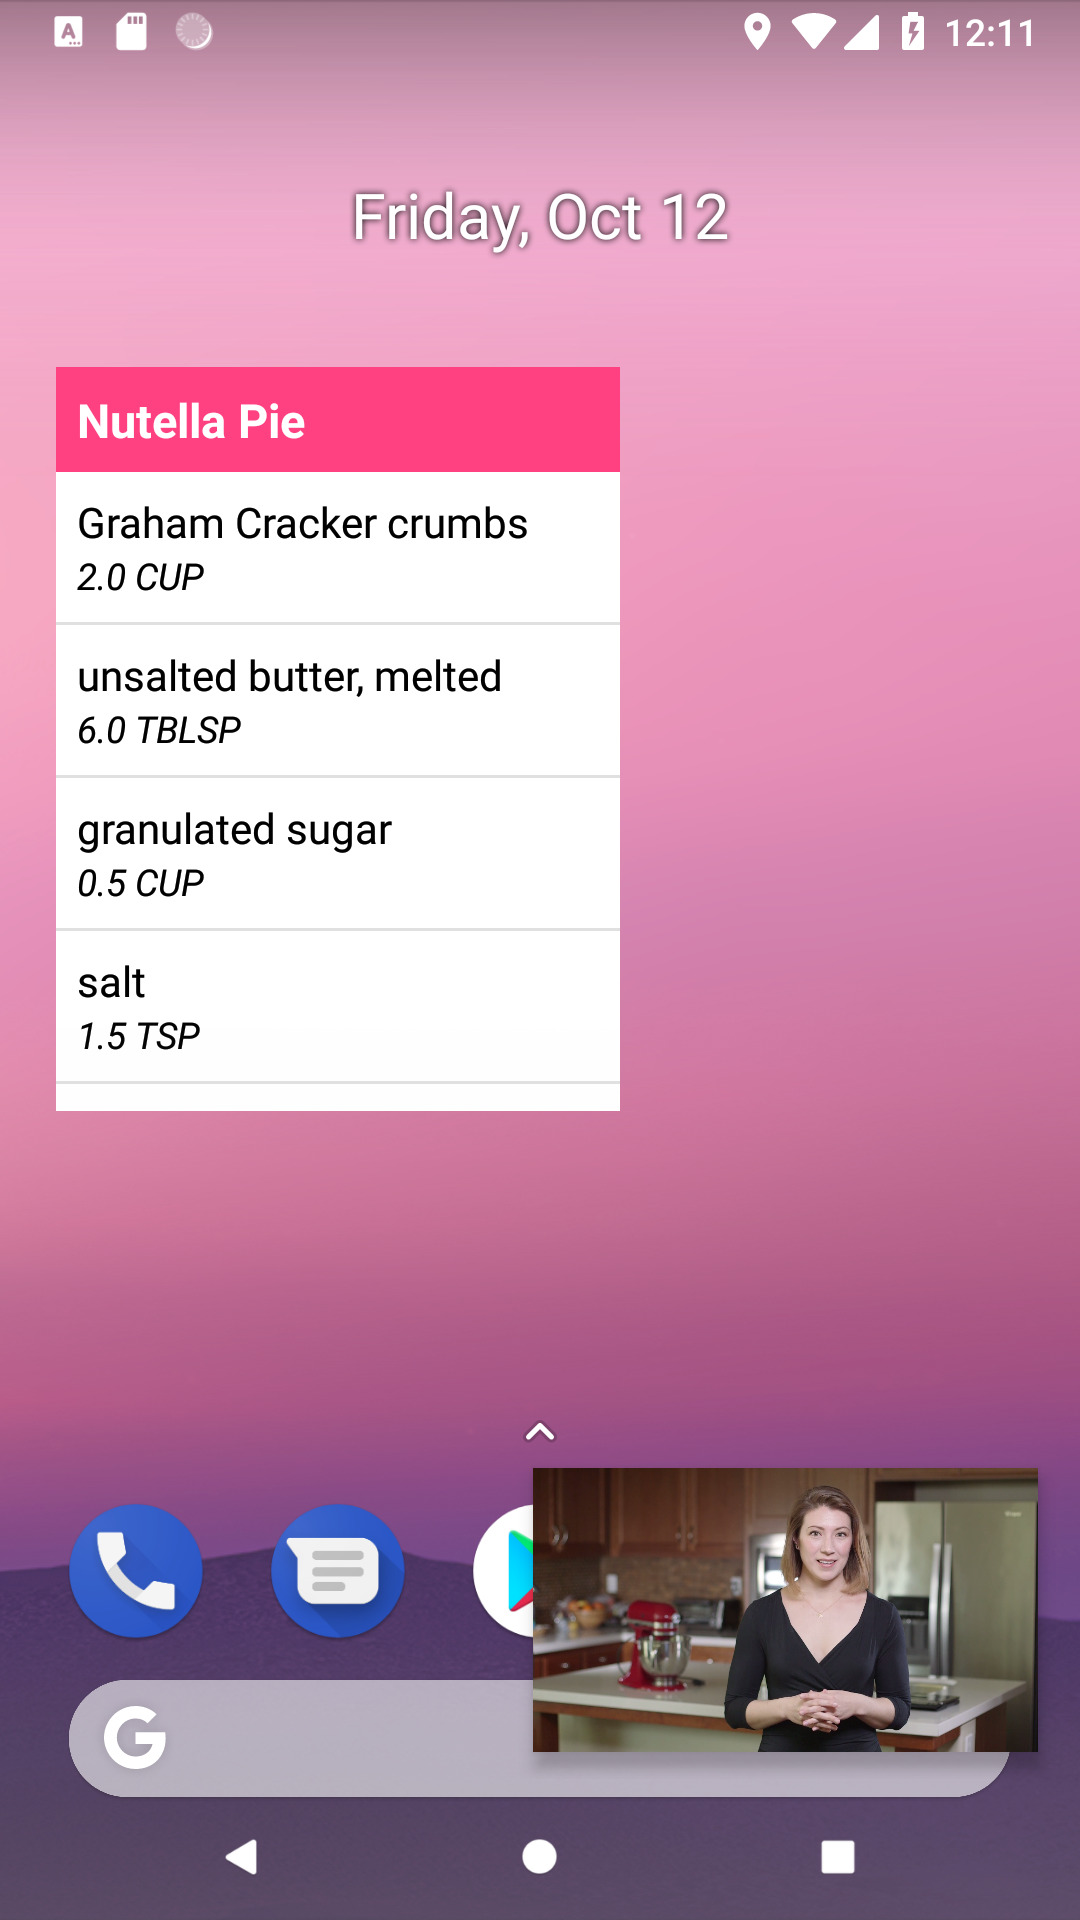 12:11
Friday, Oct 12
Nutella Pie
Graham Cracker crumbs
2.0 CUP
unsalted butter, melted
6.0 TBLSP
granulated sugar
0.5 CUP
salt
1.5 TSP